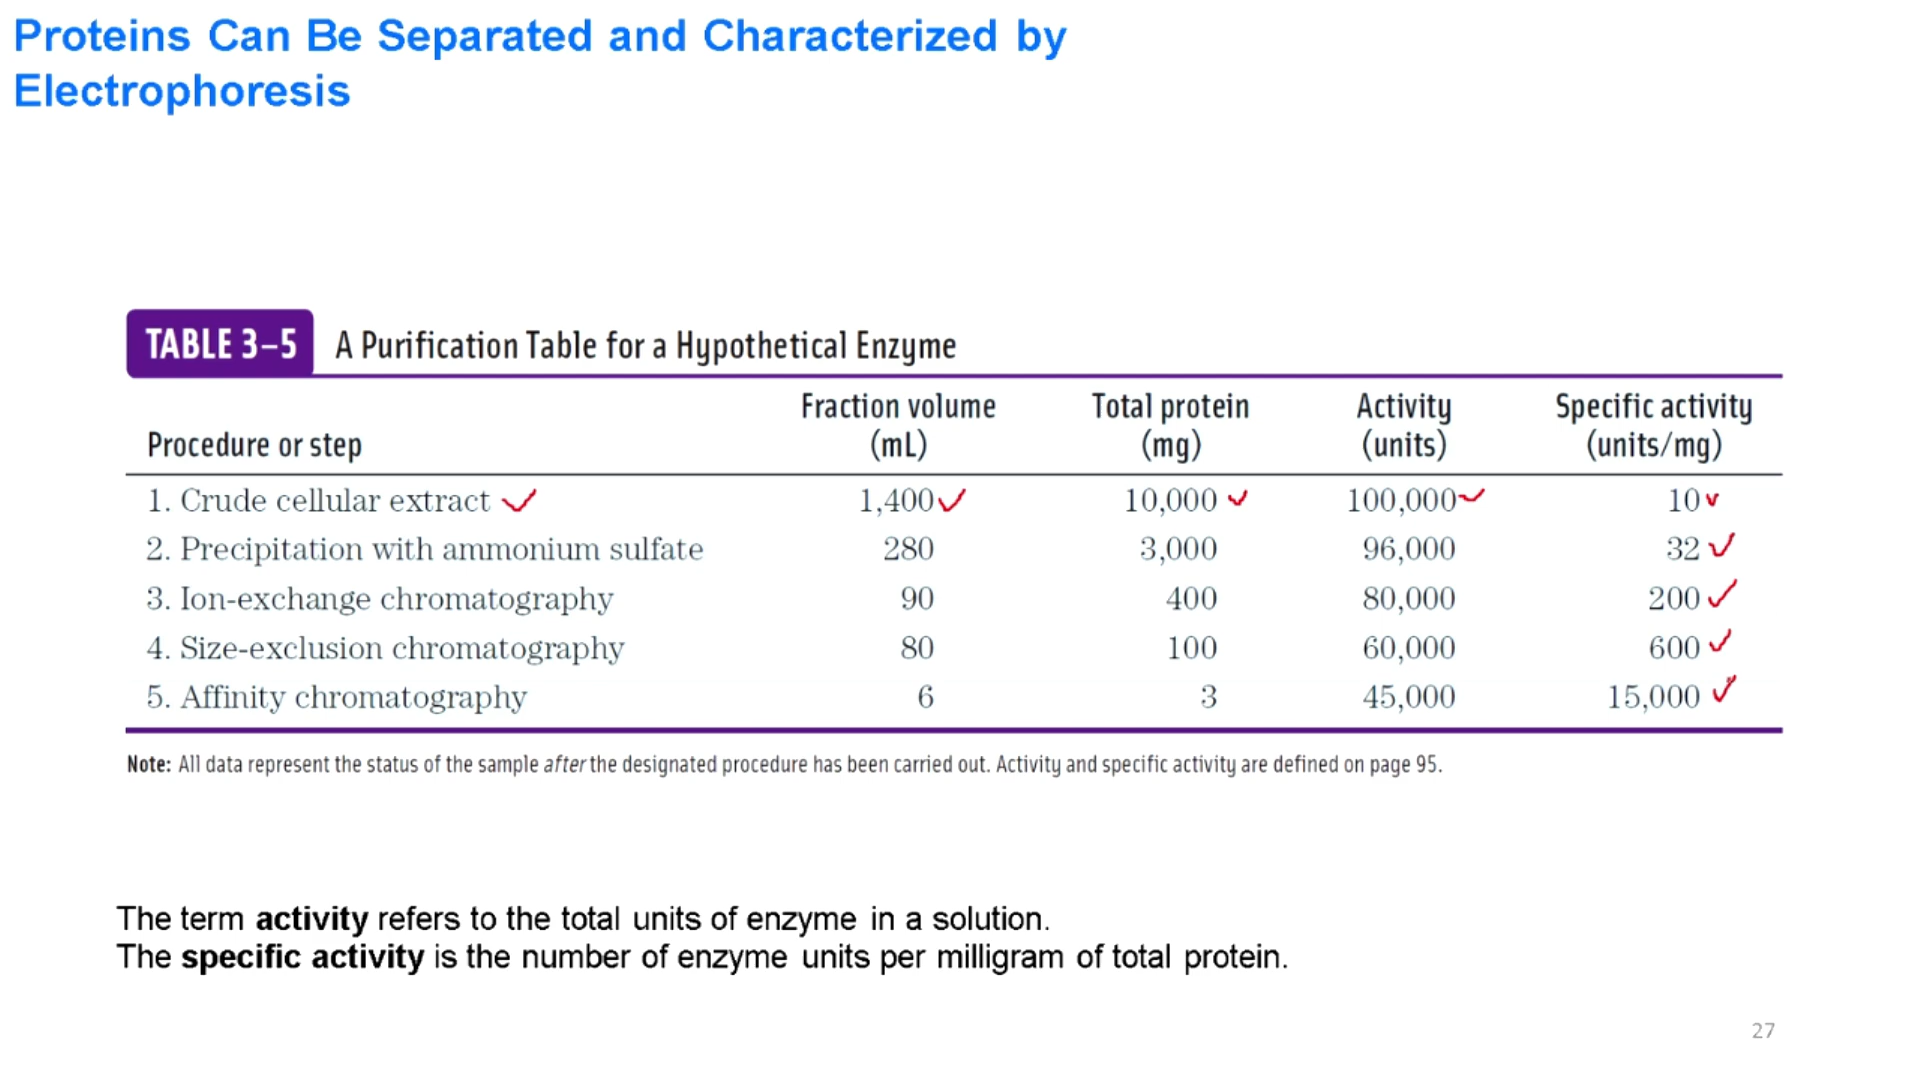 Proteins Can Be Separated and Characterized by
Electrophoresis
TABLE 3–5 A Purification Table for a Hypothetical Enzyme
Procedure or step Fraction volume (mL) Total protein (mg) Activity (units) Specific activity (units/mg)
1. Crude cellular extract 1,400 10,000 100,000 10
2. Precipitation with ammonium sulfate 280 3,000 96,000 32
3. Ion-exchange chromatography 90 400 80,000 200
4. Size-exclusion chromatography 80 100 60,000 600
5. Affinity chromatography 6 3 45,000 15,000
Note: All data represent the status of the sample after the designated procedure has been carried out. Activity and specific activity are defined on page 95.
The term activity refers to the total units of enzyme in a solution.
The specific activity is the number of enzyme units per milligram of total protein.
27